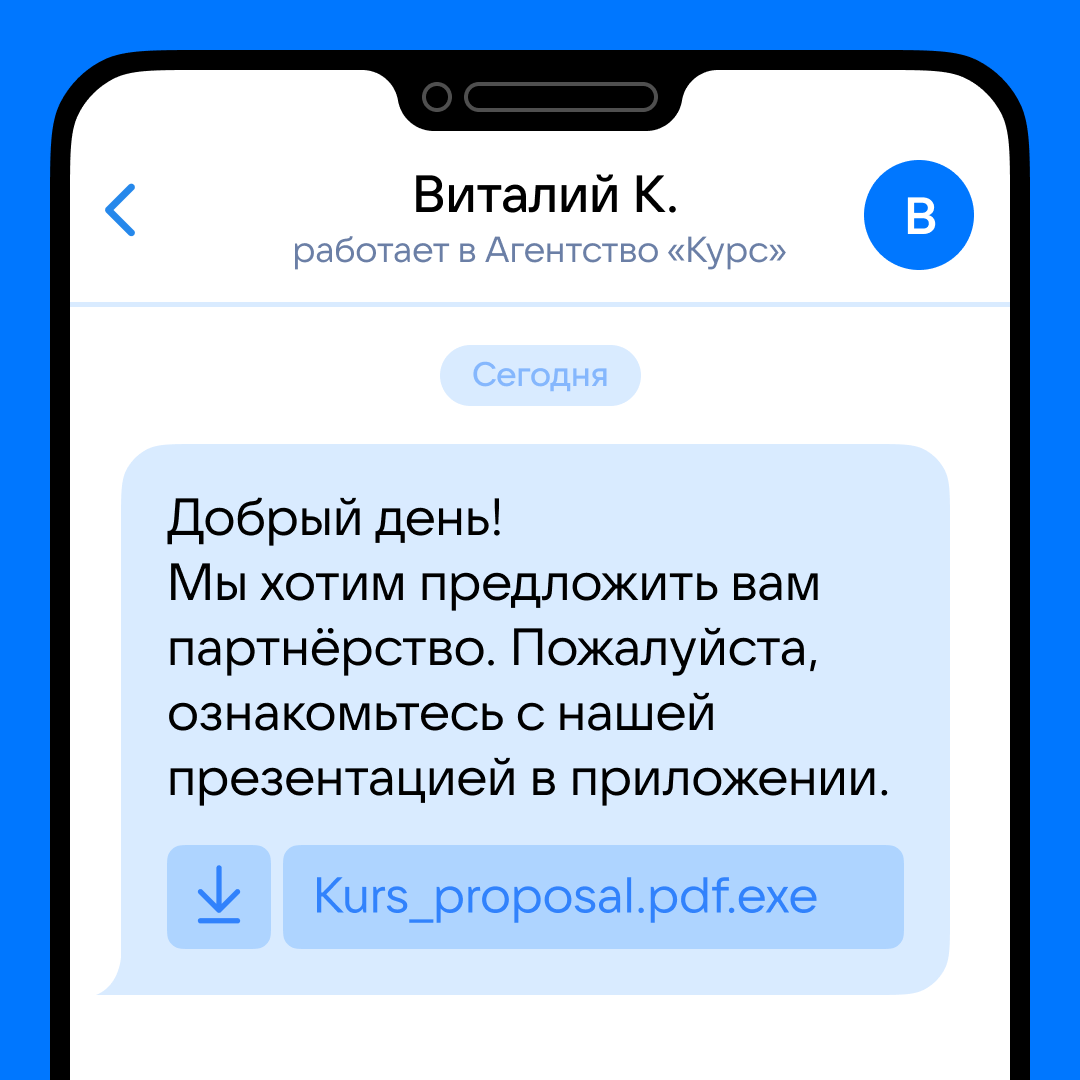 Виталий К.
работает в Агентство «Курс»
В
Сегодня
Добрый день!
Мы хотим предложить вам
партнёрство. Пожалуйста,
ознакомьтесь с нашей
презентацией в приложении.
Kurs_proposal.pdf.exe